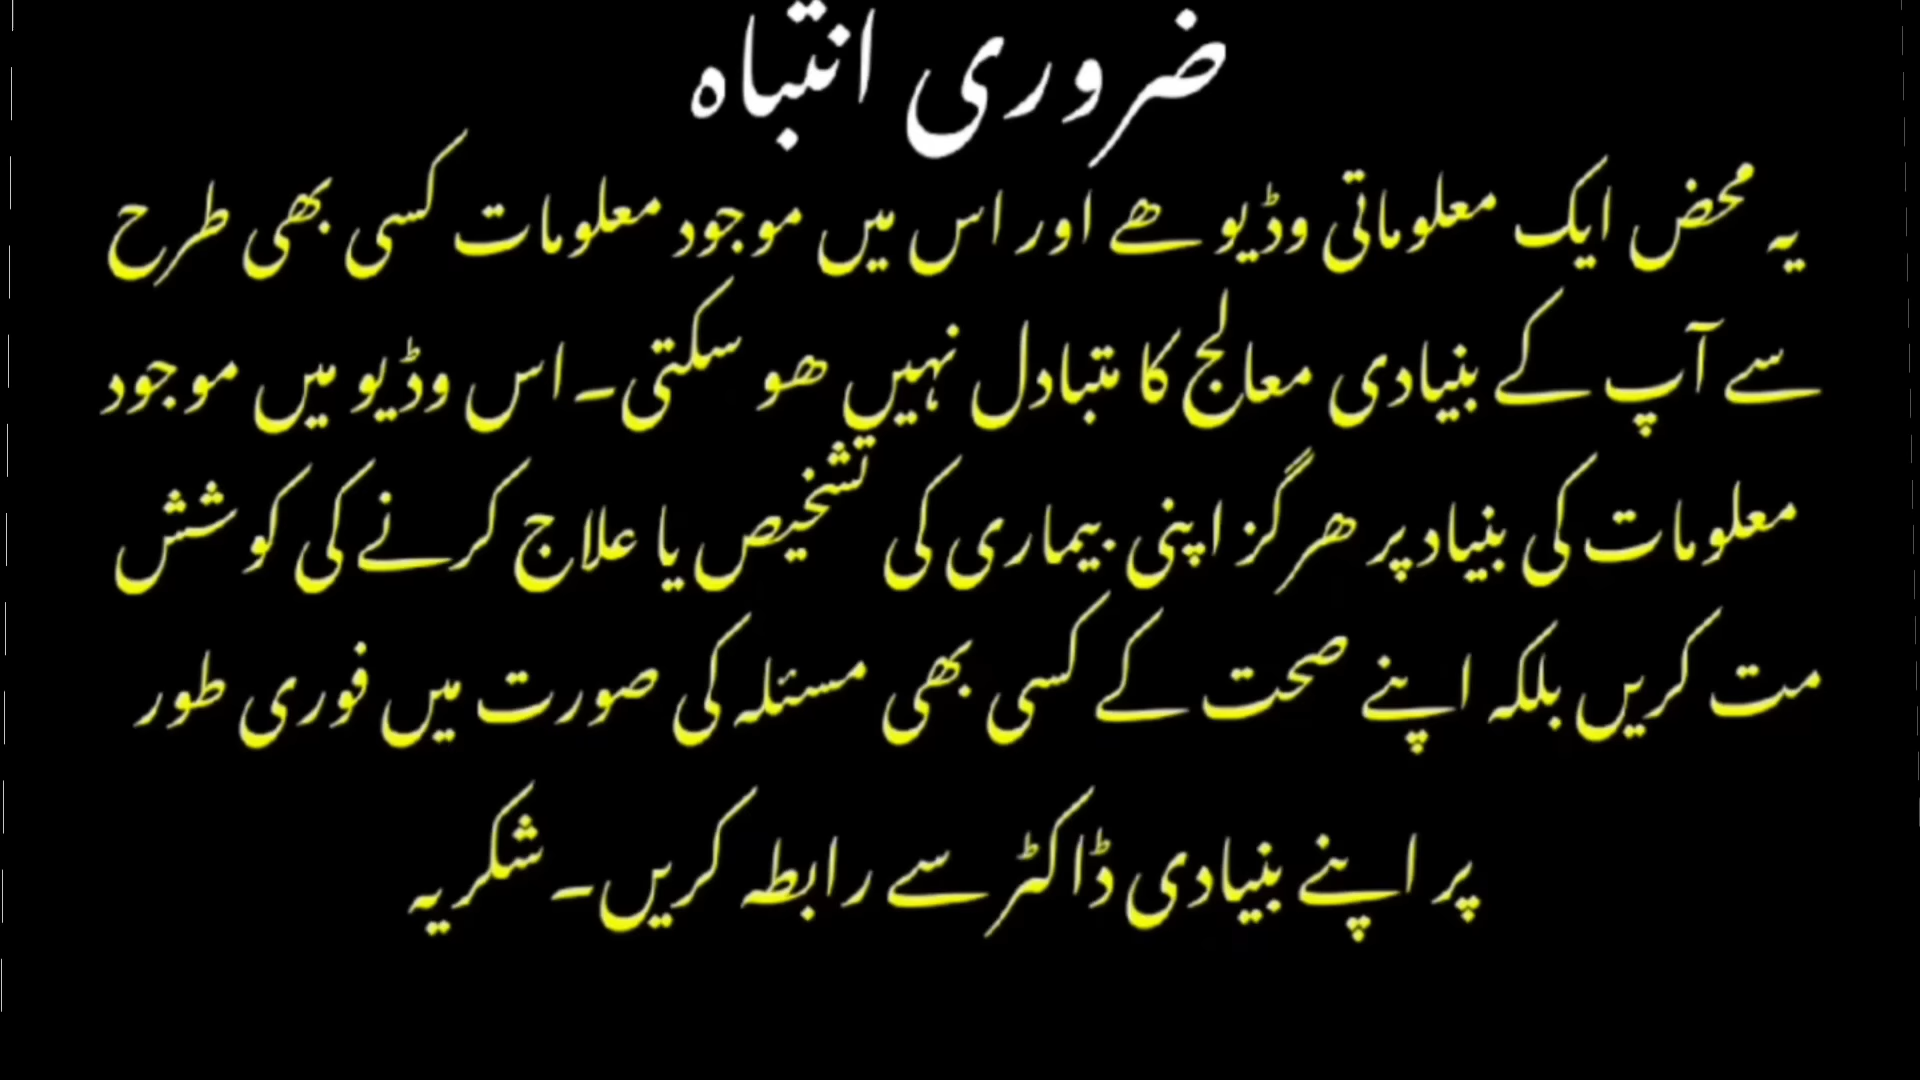 ضروری انتباہ
یہ محض ایک معلوماتی وڈیو ھے اور اس میں موجود معلومات کسی بھی طرح
سے آپ کے بنیادی معالج کا متبادل نہیں ھو سکتی۔ اس وڈیو میں موجود
معلومات کی بنیاد پر ھرگز اپنی بیماری کی تشخیص یا علاج کرنے کی کوشش
مت کریں بلکہ اپنے صحت کے کسی بھی مسئلہ کی صورت میں فوری طور
پر اپنے بنیادی ڈاکٹر سے رابطہ کریں۔ شکریہ